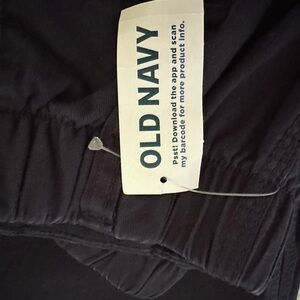 OLD NAVY
Psst! Download the app and scan
my barcode for more product info.